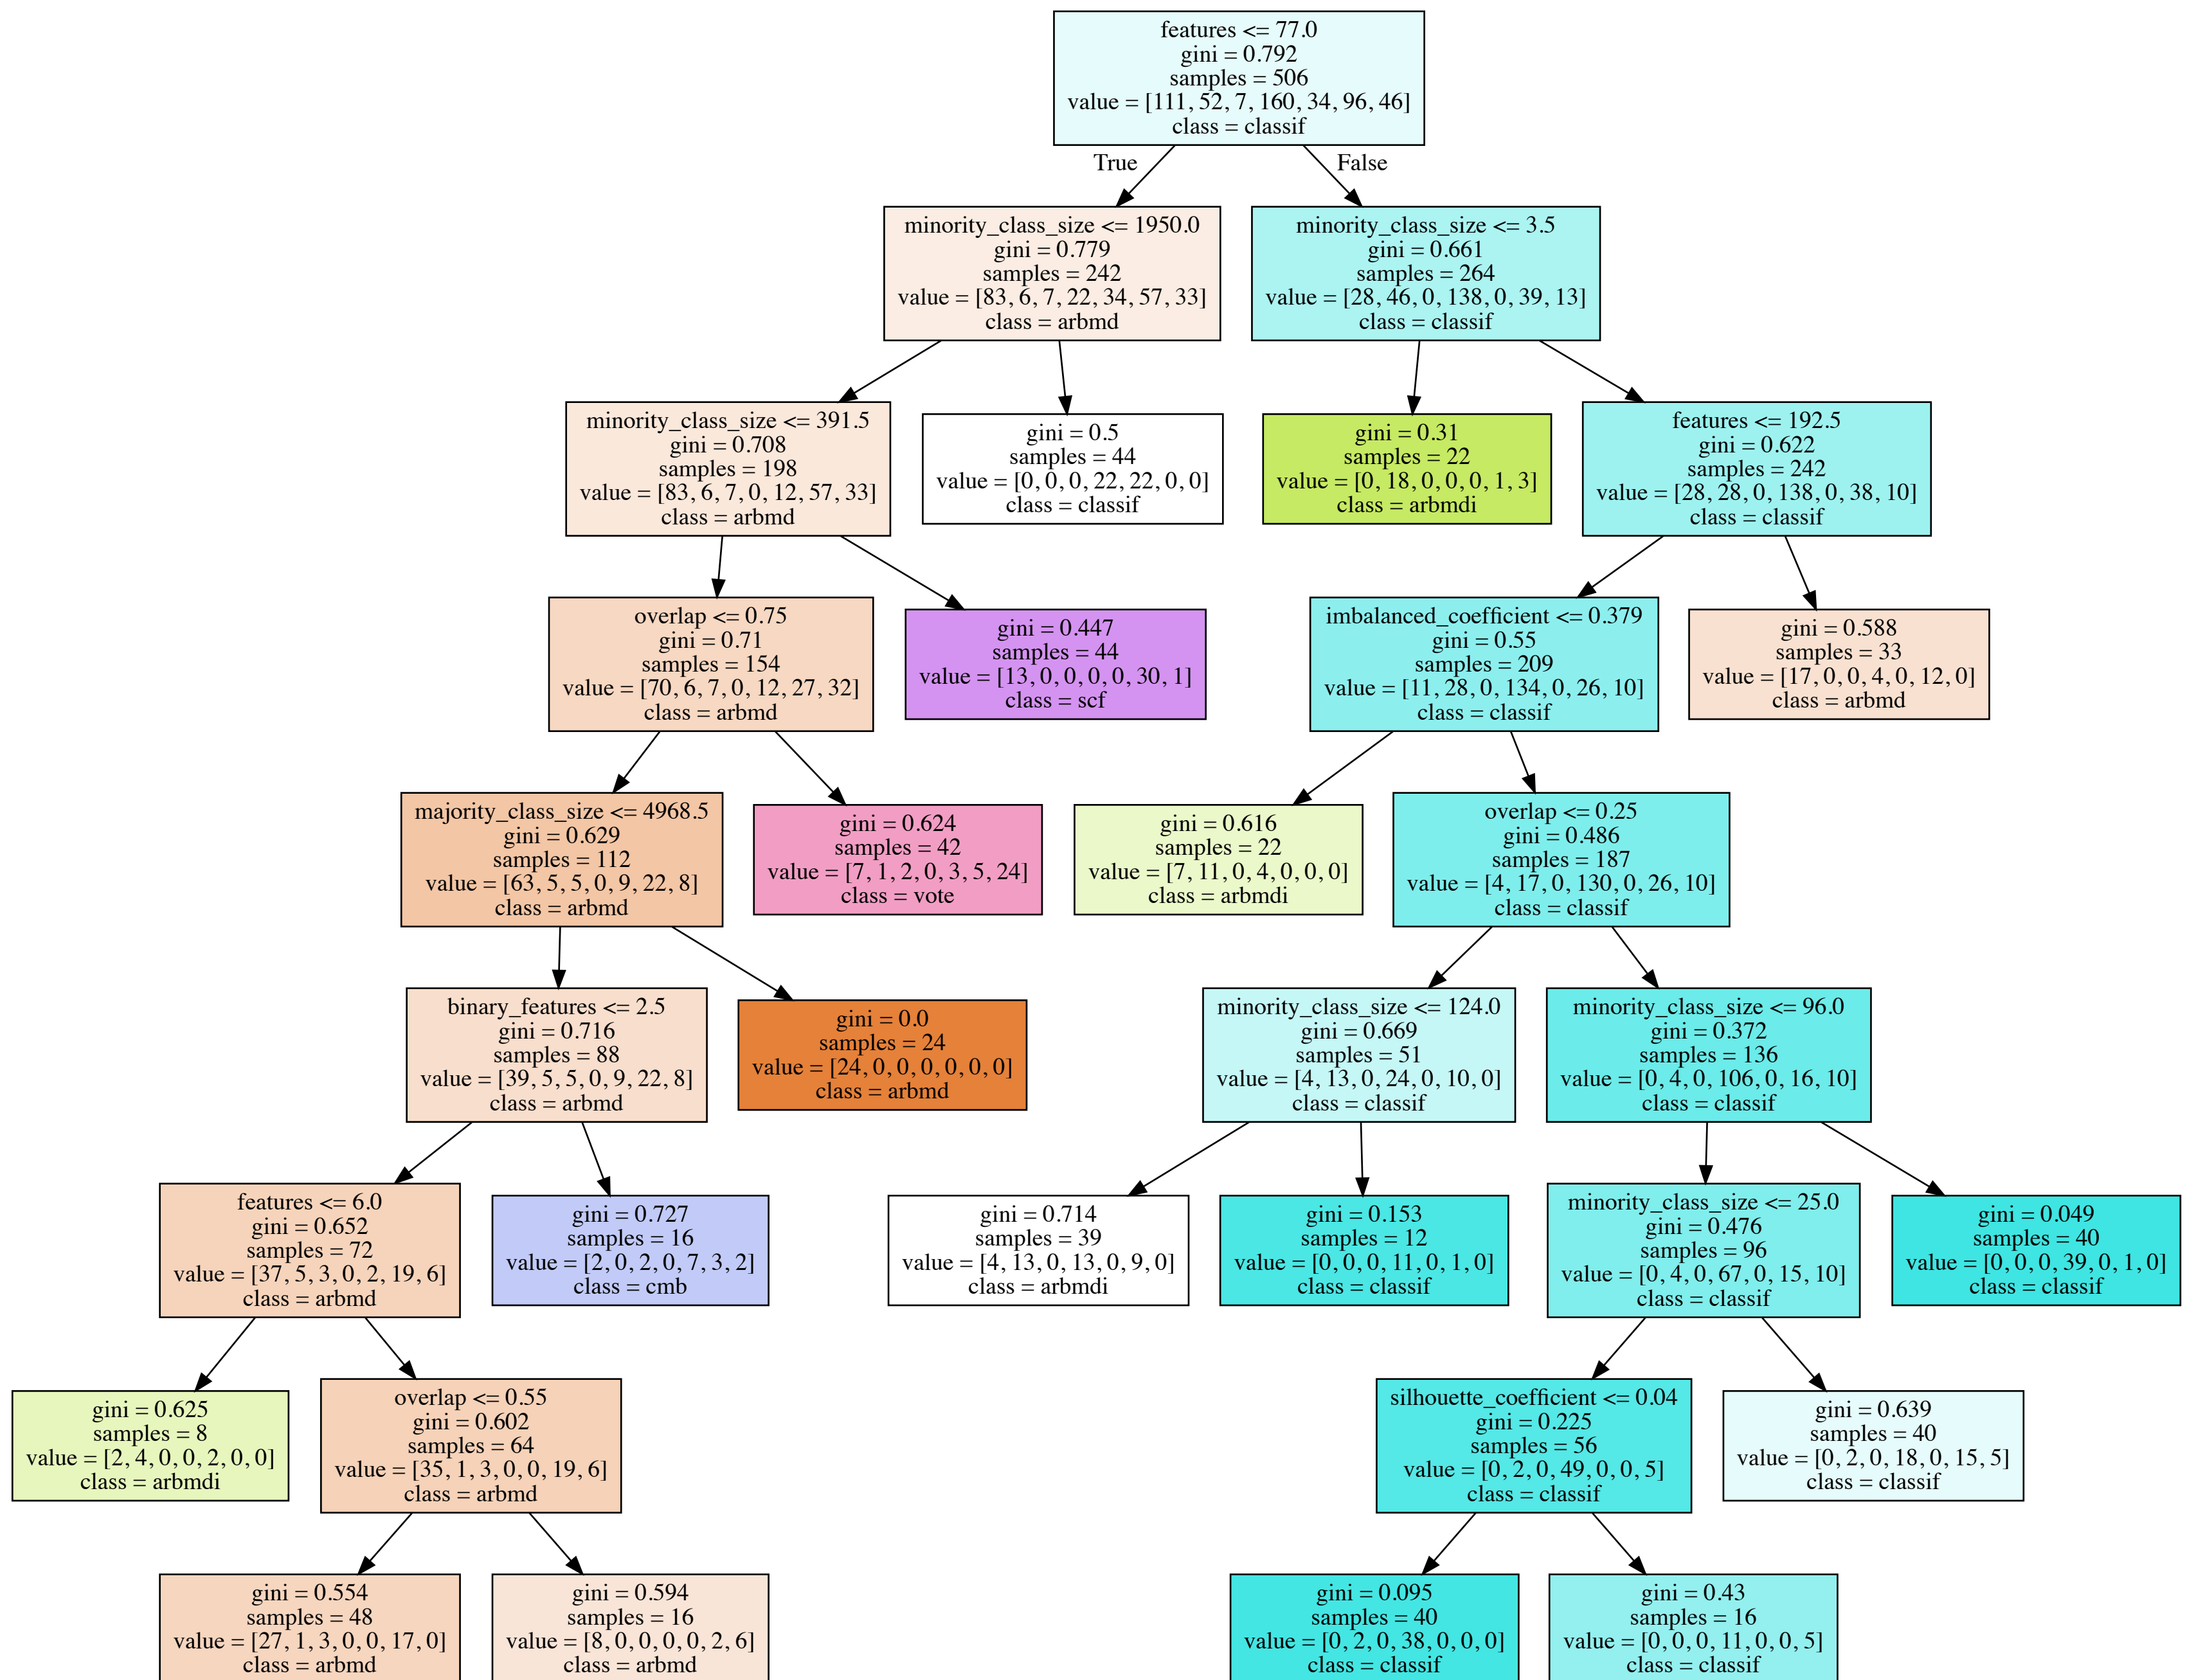 features <= 77.0
gini = 0.792
samples = 506
value = [111, 52, 7, 160, 34, 96, 46]
class = classif
True
False
minority_class_size <= 1950.0
gini = 0.779
samples = 242
value = [83, 6, 7, 22, 34, 57, 33]
class = arbmd
minority_class_size <= 3.5
gini = 0.661
samples = 264
value = [28, 46, 0, 138, 0, 39, 13]
class = classif
minority_class_size <= 391.5
gini = 0.708
samples = 198
value = [83, 6, 7, 0, 12, 57, 33]
class = arbmd
gini = 0.5
samples = 44
value = [0, 0, 0, 22, 22, 0, 0]
class = classif
gini = 0.31
samples = 22
value = [0, 18, 0, 0, 0, 1, 3]
class = arbmdi
features <= 192.5
gini = 0.622
samples = 242
value = [28, 28, 0, 138, 0, 38, 10]
class = classif
overlap <= 0.75
gini = 0.71
samples = 154
value = [70, 6, 7, 0, 12, 27, 32]
class = arbmd
gini = 0.447
samples = 44
value = [13, 0, 0, 0, 0, 30, 1]
class = scf
imbalanced_coefficient <= 0.379
gini = 0.55
samples = 209
value = [11, 28, 0, 134, 0, 26, 10]
class = classif
gini = 0.588
samples = 33
value = [17, 0, 0, 4, 0, 12, 0]
class = arbmd
majority_class_size <= 4968.5
gini = 0.629
samples = 112
value = [63, 5, 5, 0, 9, 22, 8]
class = arbmd
gini = 0.624
samples = 42
value = [7, 1, 2, 0, 3, 5, 24]
class = vote
gini = 0.616
samples = 22
value = [7, 11, 0, 4, 0, 0, 0]
class = arbmdi
overlap <= 0.25
gini = 0.486
samples = 187
value = [4, 17, 0, 130, 0, 26, 10]
class = classif
binary_features <= 2.5
gini = 0.716
samples = 88
value = [39, 5, 5, 0, 9, 22, 8]
class = arbmd
gini = 0.0
samples = 24
value = [24, 0, 0, 0, 0, 0, 0]
class = arbmd
minority_class_size <= 124.0
gini = 0.669
samples = 51
value = [4, 13, 0, 24, 0, 10, 0]
class = classif
minority_class_size <= 96.0
gini = 0.372
samples = 136
value = [0, 4, 0, 106, 0, 16, 10]
class = classif
features <= 6.0
gini = 0.652
samples = 72
value = [37, 5, 3, 0, 2, 19, 6]
class = arbmd
gini = 0.727
samples = 16
value = [2, 0, 2, 0, 7, 3, 2]
class = cmb
gini = 0.714
samples = 39
value = [4, 13, 0, 13, 0, 9, 0]
class = arbmdi
gini = 0.153
samples = 12
value = [0, 0, 0, 11, 0, 1, 0]
class = classif
minority_class_size <= 25.0
gini = 0.476
samples = 96
value = [0, 4, 0, 67, 0, 15, 10]
class = classif
gini = 0.049
samples = 40
value = [0, 0, 0, 39, 0, 1, 0]
class = classif
gini = 0.625
samples = 8
value = [2, 4, 0, 0, 2, 0, 0]
class = arbmdi
overlap <= 0.55
gini = 0.602
samples = 64
value = [35, 1, 3, 0, 0, 19, 6]
class = arbmd
silhouette_coefficient <= 0.04
gini = 0.225
samples = 56
value = [0, 2, 0, 49, 0, 0, 5]
class = classif
gini = 0.639
samples = 40
value = [0, 2, 0, 18, 0, 15, 5]
class = classif
gini = 0.554
samples = 48
value = [27, 1, 3, 0, 0, 17, 0]
class = arbmd
gini = 0.594
samples = 16
value = [8, 0, 0, 0, 0, 2, 6]
class = arbmd
gini = 0.095
samples = 40
value = [0, 2, 0, 38, 0, 0, 0]
class = classif
gini = 0.43
samples = 16
value = [0, 0, 0, 11, 0, 0, 5]
class = classif